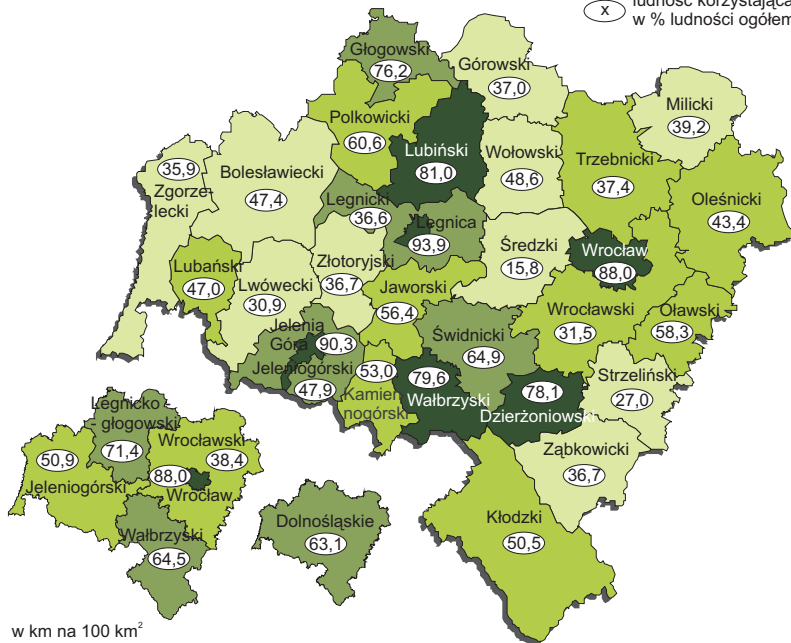 ludność korzystająca
x
w % ludności ogółem
Głogowski
76,2
Górowski
37,0
Milicki
39,2
Polkowicki
60,6
Lubiński
81,0
Wołowski
48,6
Trzebnicki
37,4
Oleśnicki
43,4
35,9
Zgorze-
lecki
Bolesławiecki
47,4
Legnicki
36,6
Legnica
93,9
Średzki
15,8
Wrocław
88,0
Lubański
47,0
Lwówecki
30,9
Złotoryjski
36,7
Jaworski
56,4
Wrocławski
31,5
Oławski
58,3
Jelenia
Góra
90,3
Jeleniogórski
47,9
Świdnicki
64,9
53,0
Kamien
nogórski
79,6
Wałbrzyski
78,1
Dzierżoniowski
Strzeliński
27,0
Ząbkowicki
36,7
Kłodzki
50,5
Legnicko -
- głogowski
71,4
50,9
Jeleniogórski
Wrocławski
38,4
88,0
Wrocław
Wałbrzyski
64,5
Dolnośląskie
63,1
w km na 100 km²